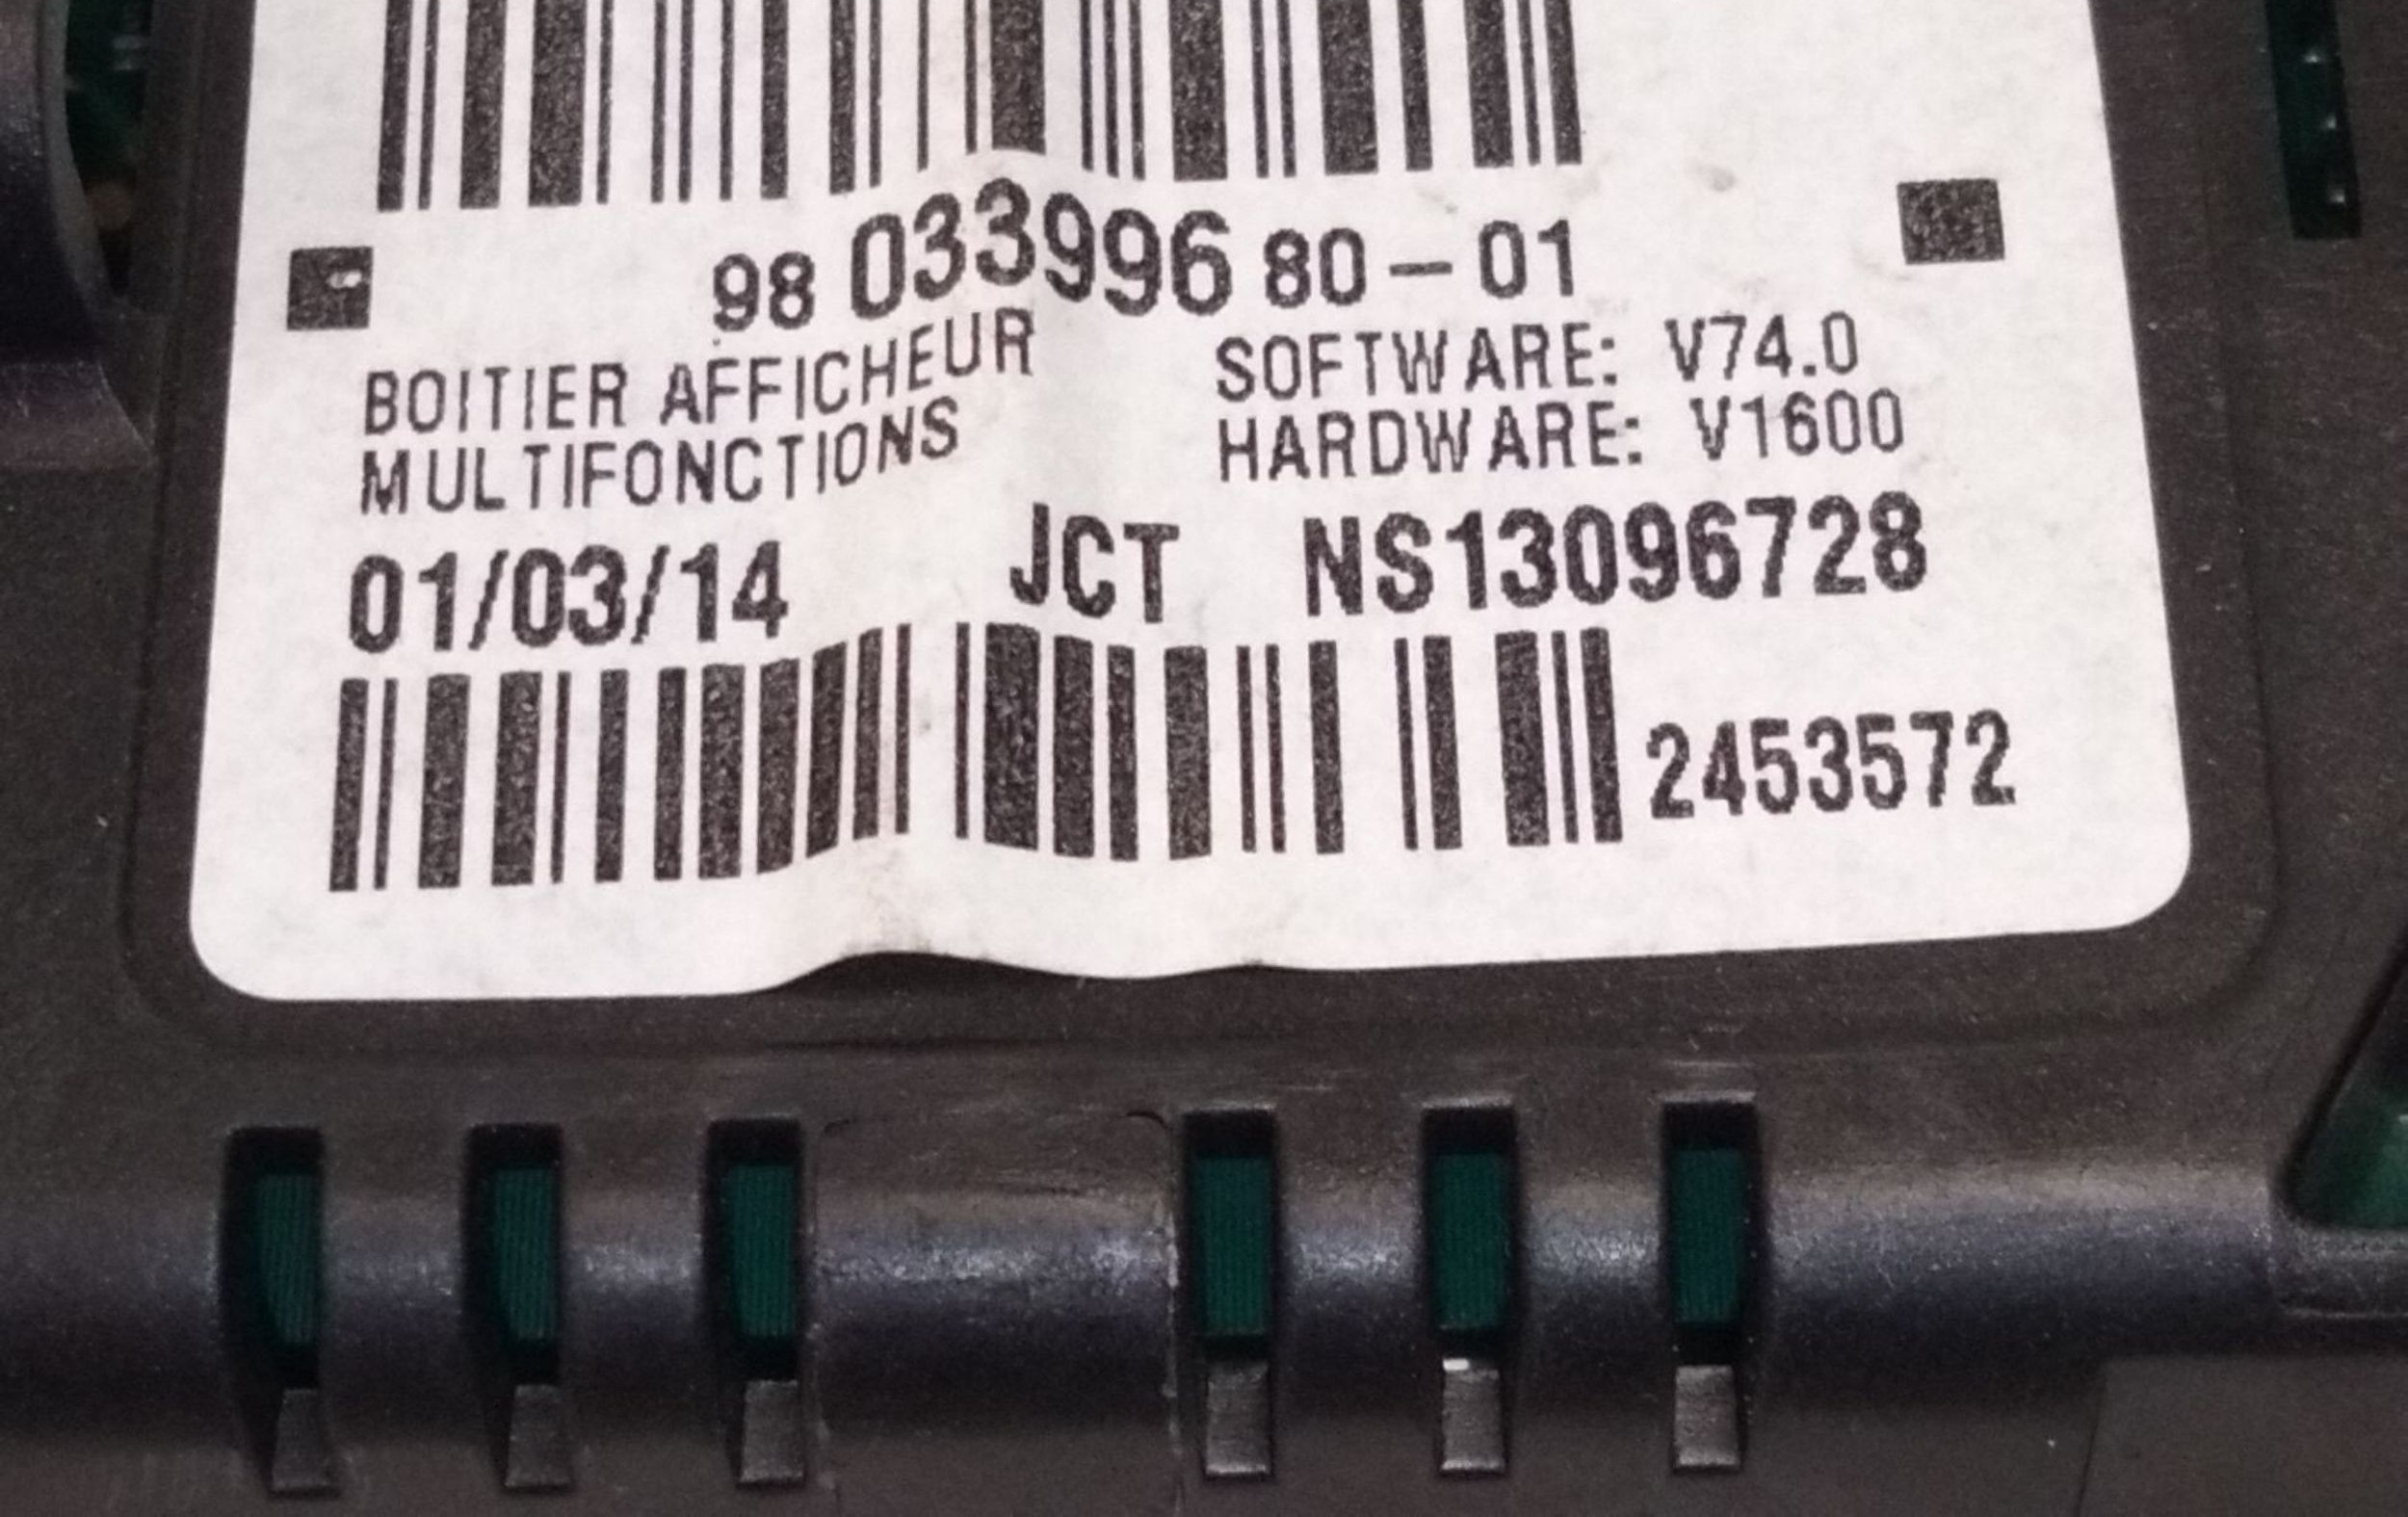 98 033996 80-01
BOITIER AFFICHEUR
MULTIFONCTIONS
SOFTWARE: V74.0
HARDWARE: V1600
01/03/14 JCT NS13096728
2453572